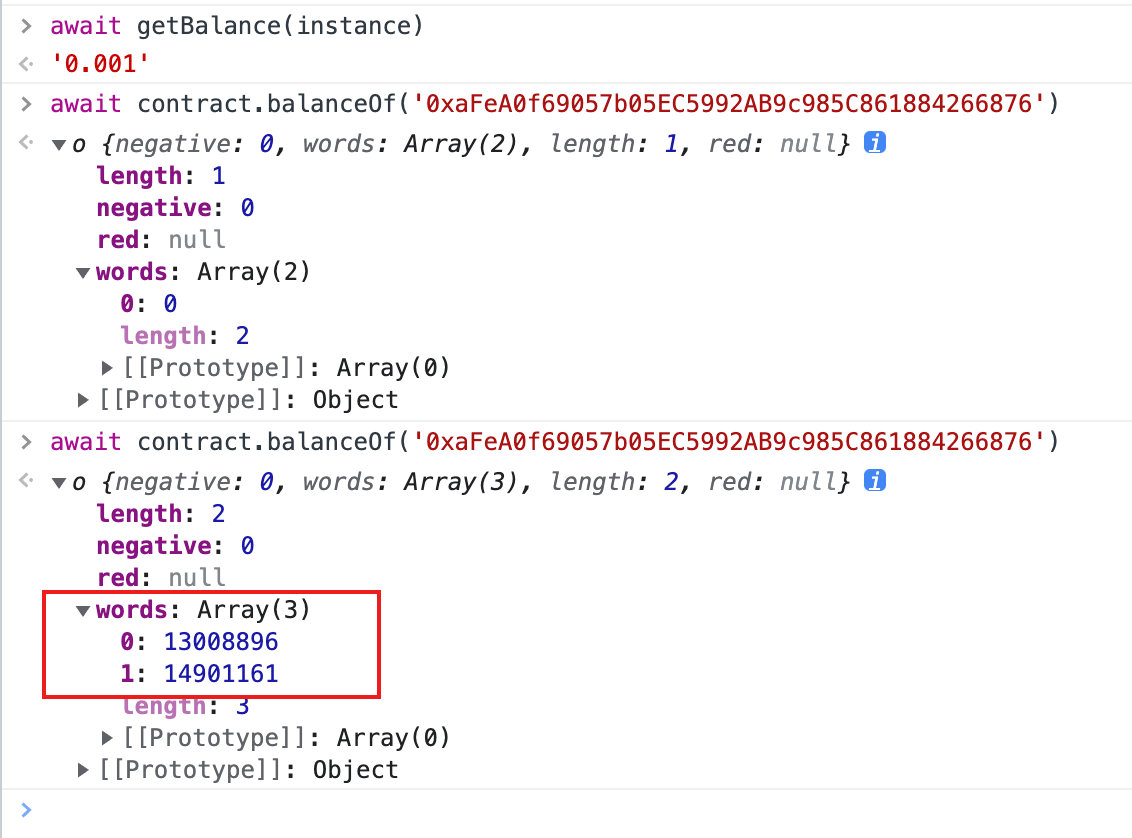 > await getBalance(instance)
'0.001'
> await contract.balanceOf('0xaFeA0f69057b05EC5992AB9c985C861884266876')
▼o {negative: 0, words: Array(2), length: 1, red: null} i
length: 1
negative: 0
red: null
▼words: Array(2)
0: 0
length: 2
▶[[Prototype]]: Array(0)
▶[[Prototype]]: Object
> await contract.balanceOf('0xaFeA0f69057b05EC5992AB9c985C861884266876')
▼o {negative: 0, words: Array(3), length: 2, red: null} i
length: 2
negative: 0
red: null
▼words: Array(3)
0: 13008896
1: 14901161
length: 3
▶[[Prototype]]: Array(0)
▶[[Prototype]]: Object
>